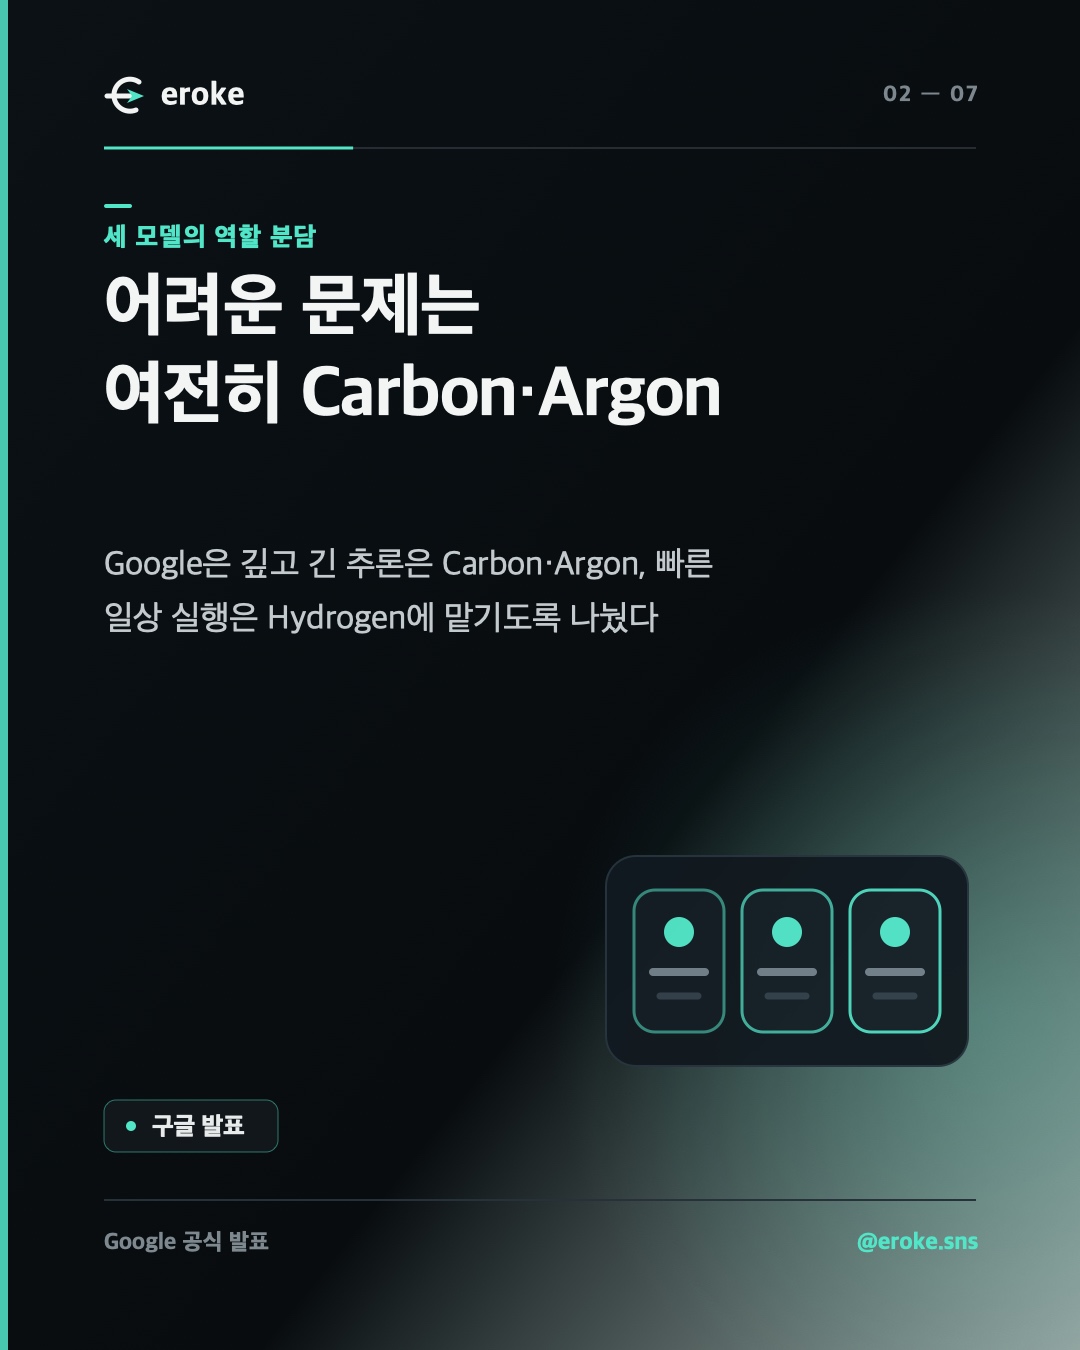 eroke
02 — 07
세 모델의 역할 분담
어려운 문제는
여전히 Carbon·Argon
Google은 깊고 긴 추론은 Carbon·Argon, 빠른
일상 실행은 Hydrogen에 맡기도록 나눴다
구글 발표
Google 공식 발표
@eroke.sns